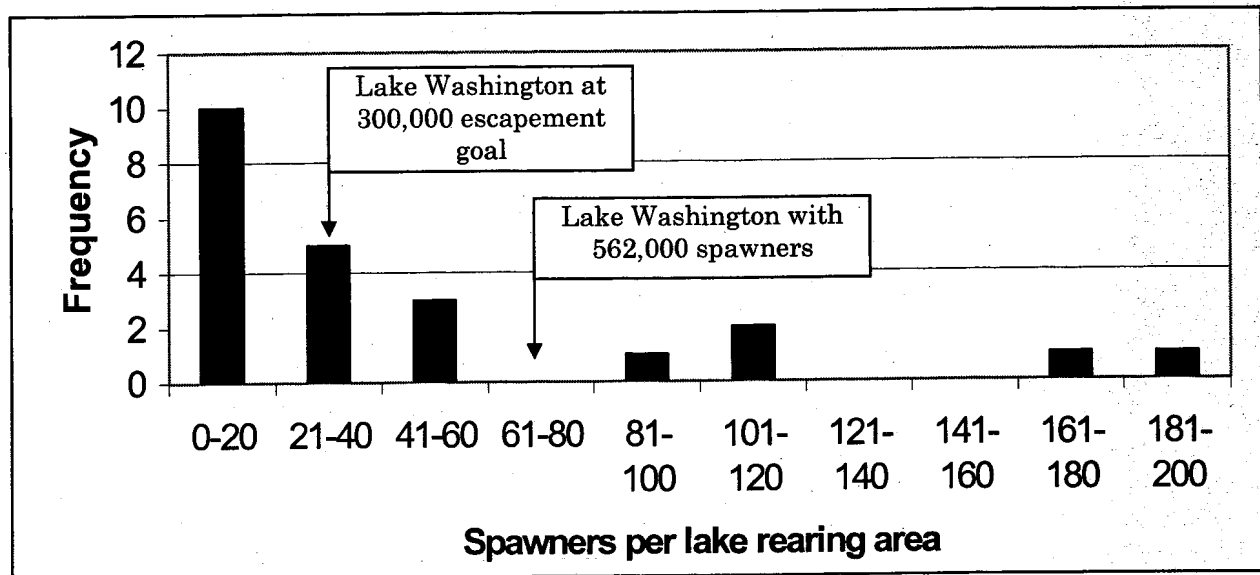 12
10
8
6
4
2
0
Frequency
Lake Washington at
300,000 escapement
goal
Lake Washington with
562,000 spawners
0-20 21-40 41-60 61-80 81- 101- 121- 141- 161- 181-
100 120 140 160 180 200
Spawners per lake rearing area